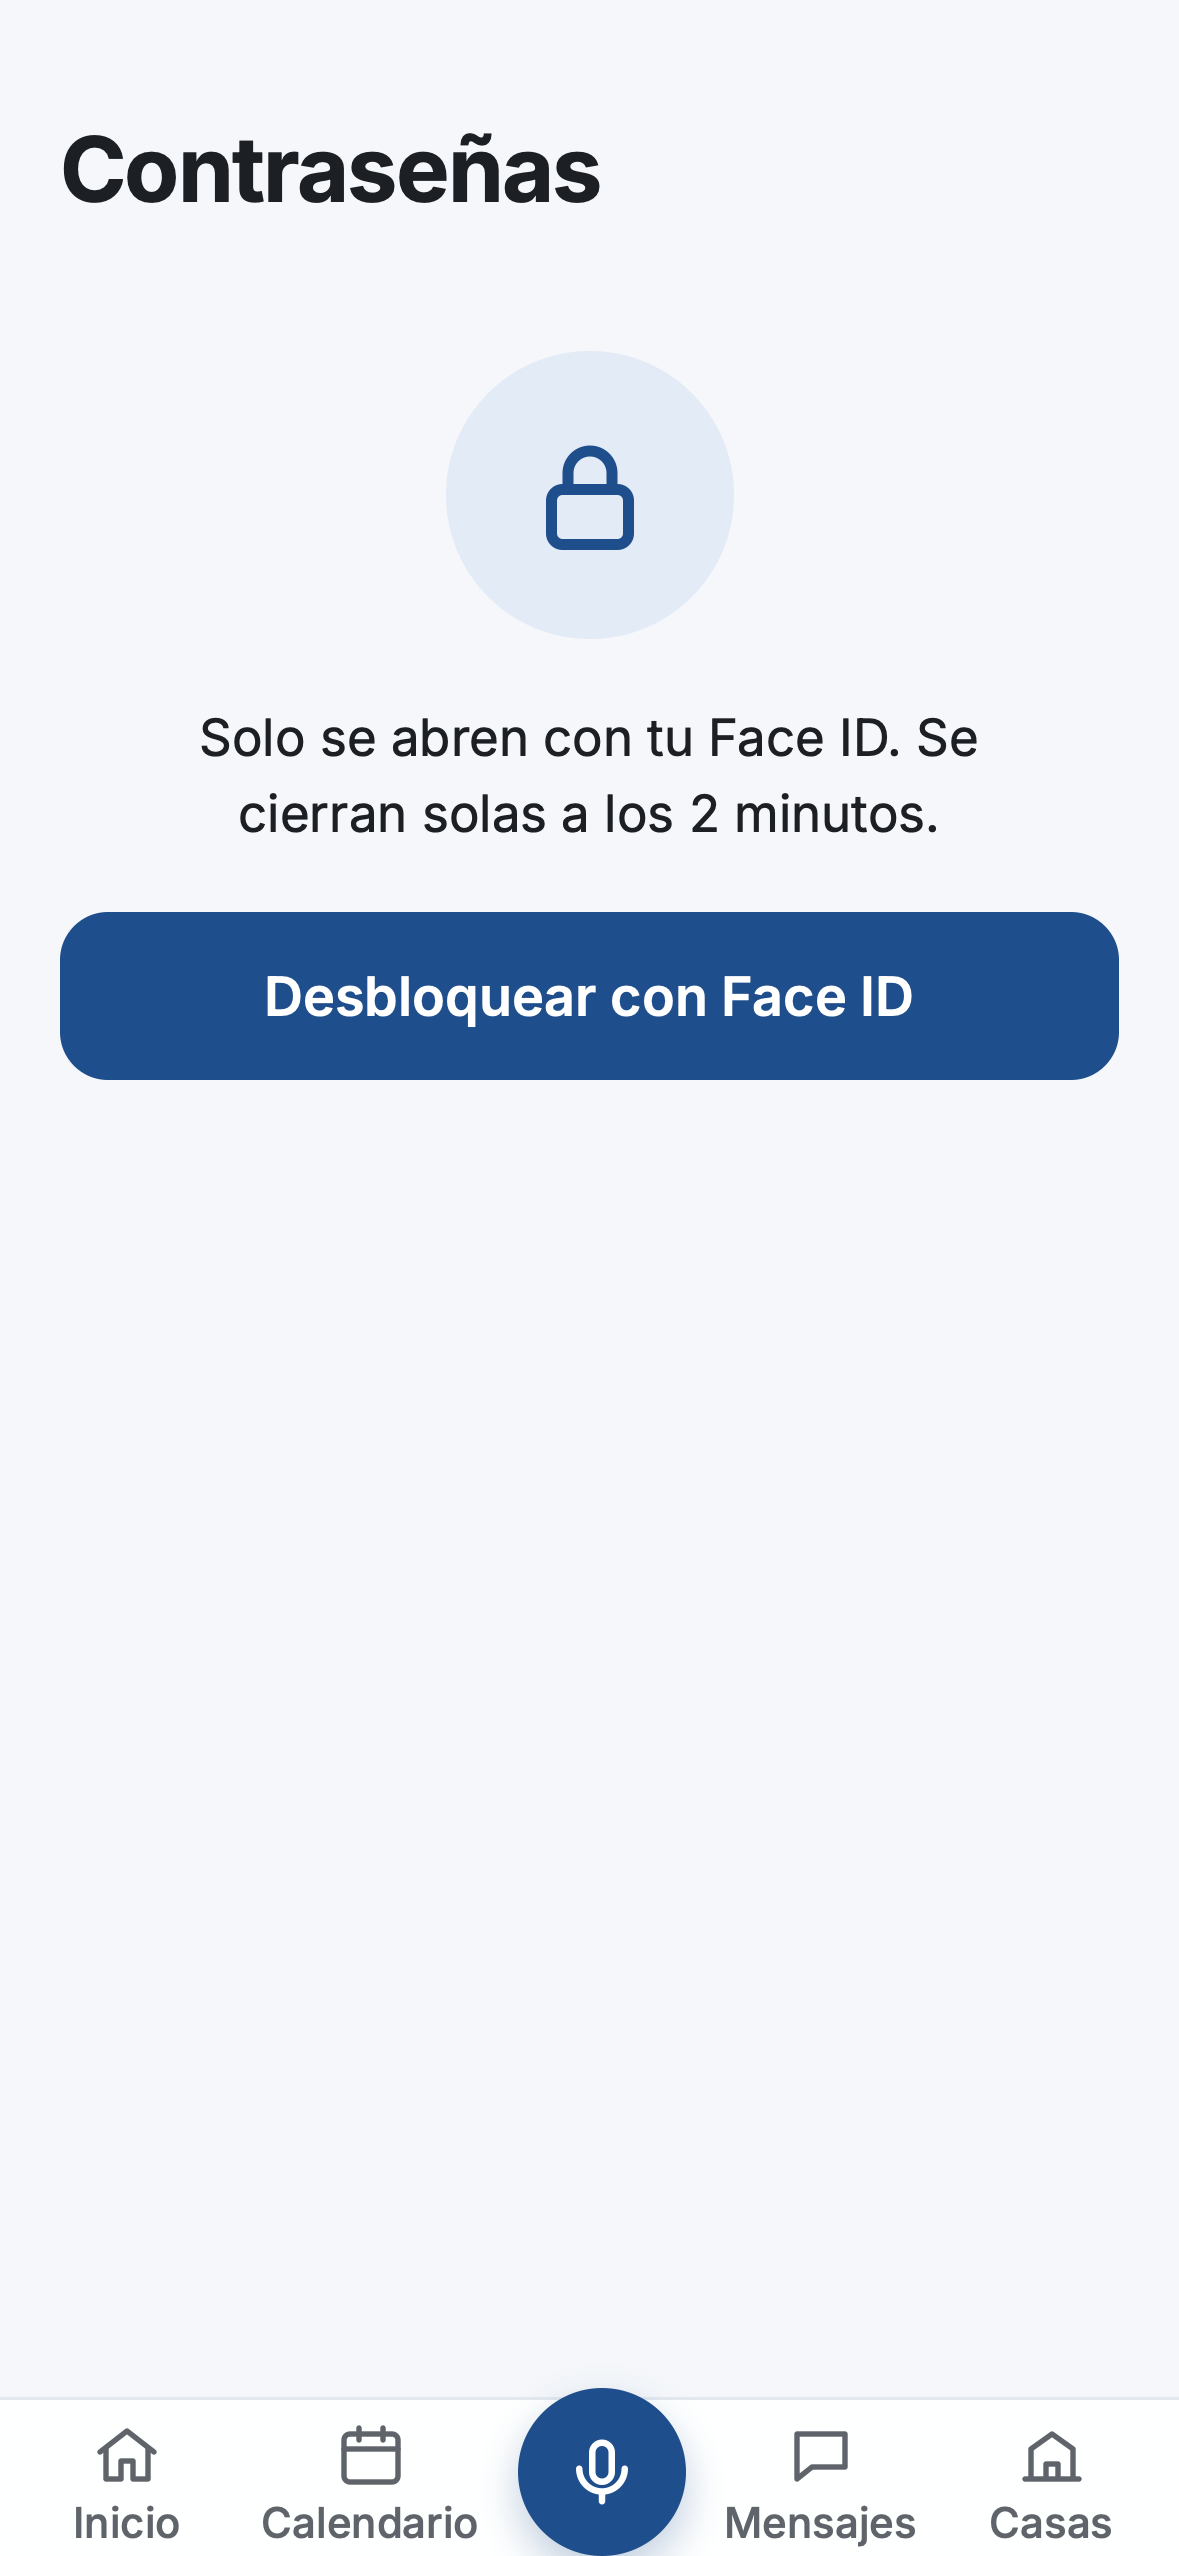 Contraseñas
Solo se abren con tu Face ID. Se
cierran solas a los 2 minutos.
Desbloquear con Face ID
Inicio
Calendario
Mensajes
Casas